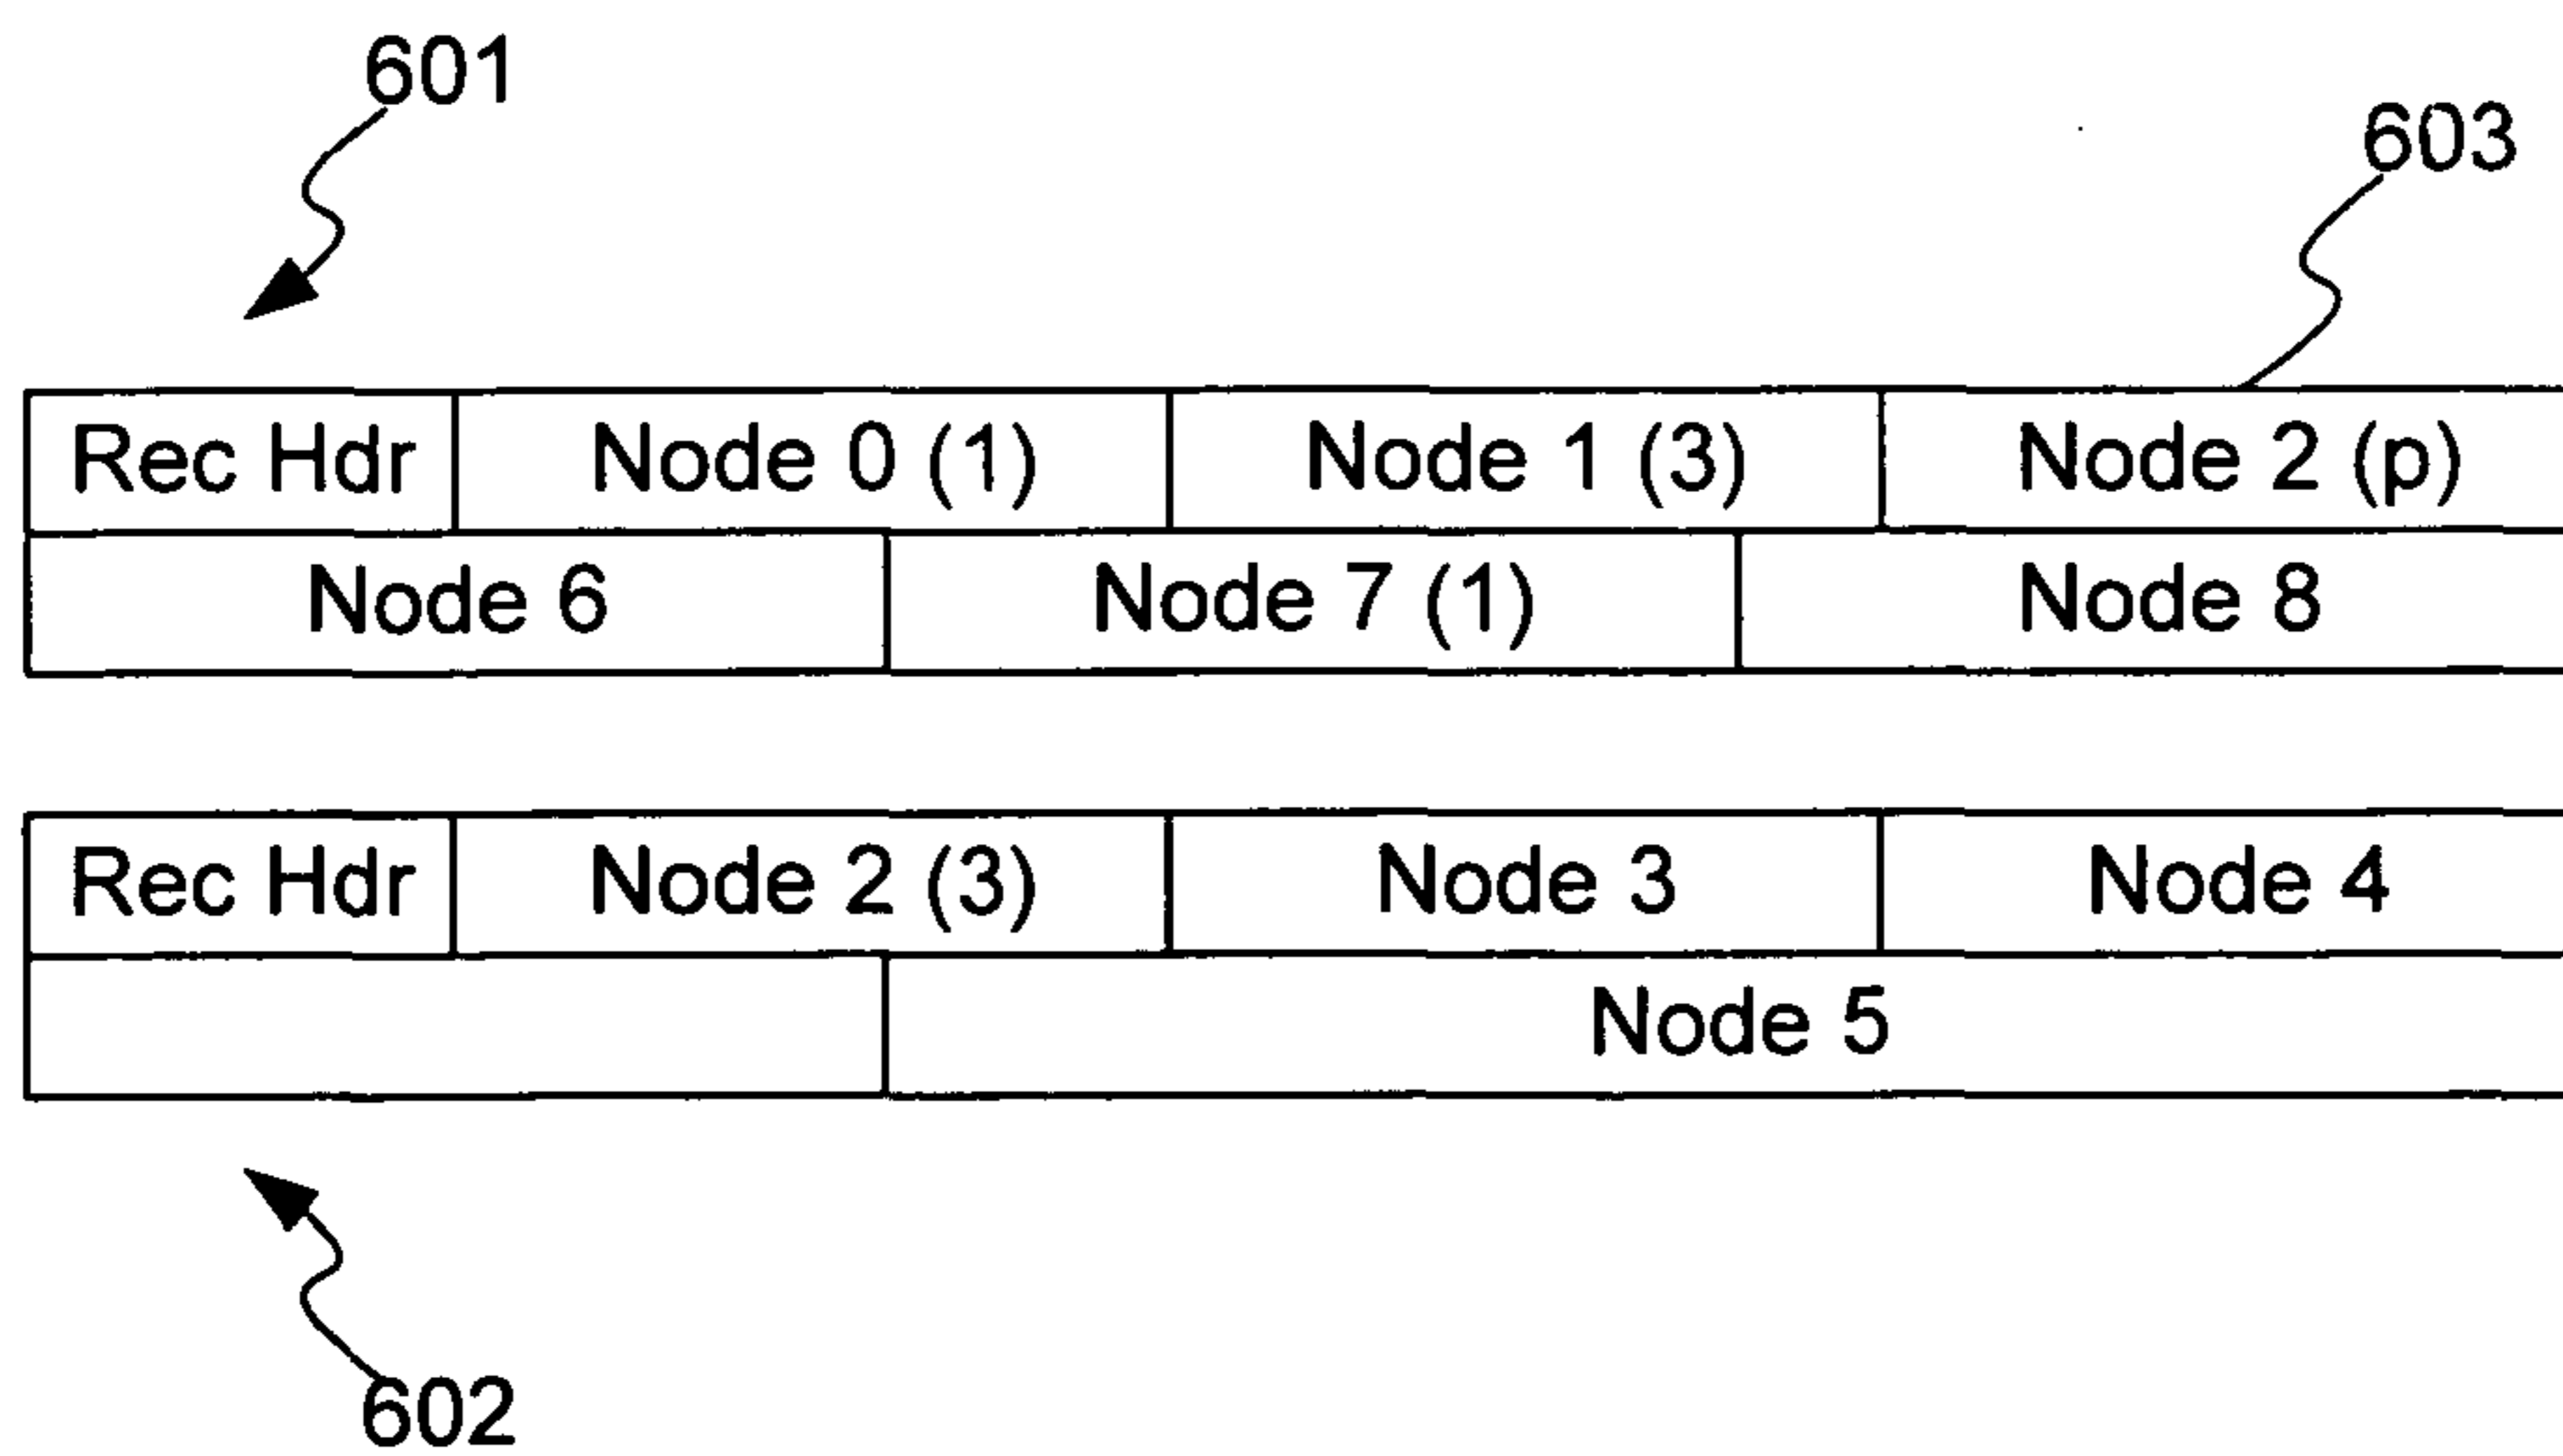 601
603
Rec Hdr Node 0 (1) Node 1 (3) Node 2 (p)
Node 6 Node 7 (1) Node 8
Rec Hdr Node 2 (3) Node 3 Node 4
Node 5
602